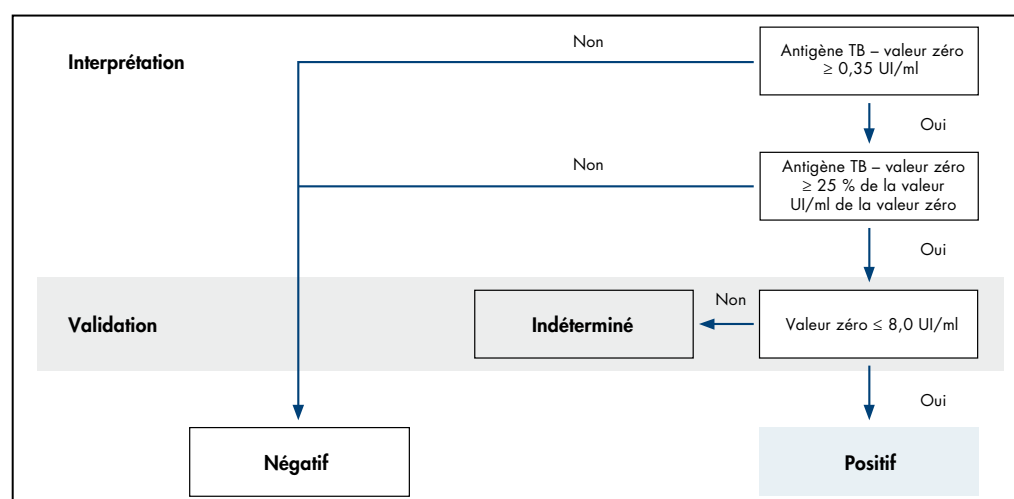 Interprétation
Non
Antigène TB – valeur zéro
≥ 0,35 UI/ml
Oui
Non
Antigène TB – valeur zéro
≥ 25 % de la valeur
UI/ml de la valeur zéro
Oui
Validation
Indéterminé
Non
Valeur zéro ≤ 8,0 UI/ml
Oui
Négatif
Positif